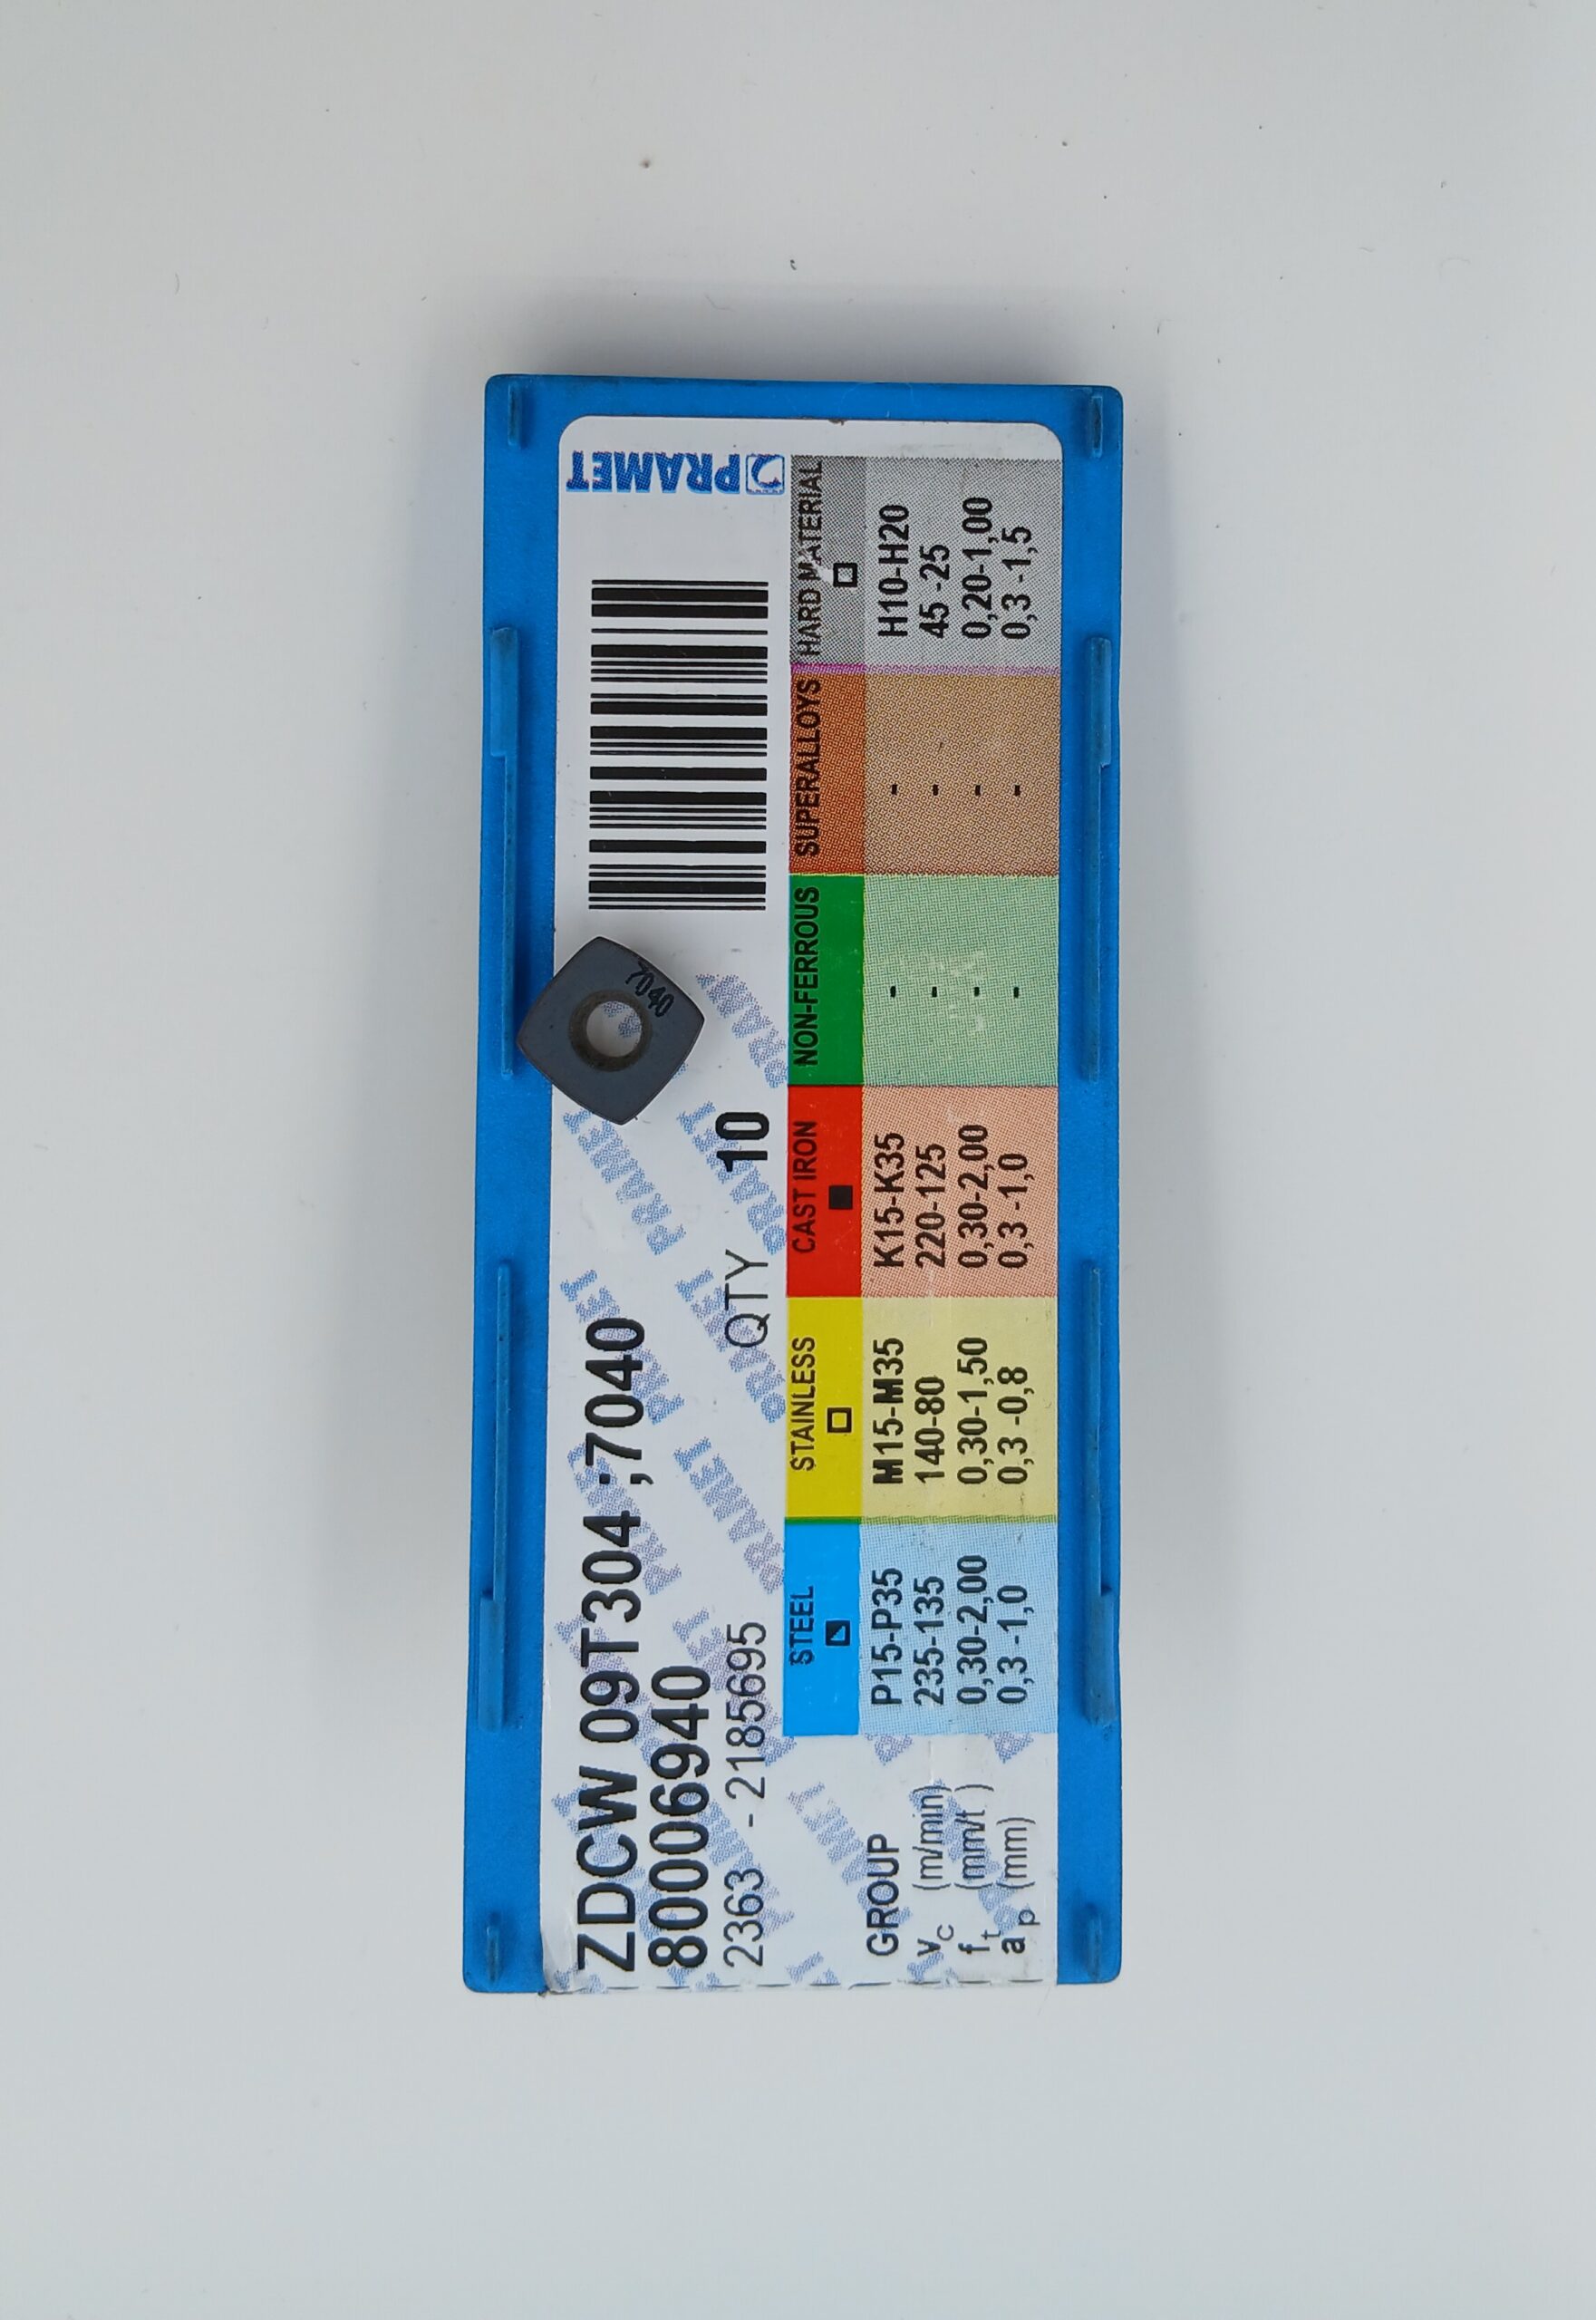 ZDCW 09T304 ;7040
80006940
2363 - 2185695
QTY 10
PRAMET
7040
STEEL STAINLESS CAST IRON NON-FERROUS SUPERALLOYS HARD MATERIAL
GROUP P15-P35 M15-M35 K15-K35 - - H10-H20
vc (m/min) 235-135 140-80 220-125 - - 45 -25
ft (mm/t ) 0,30-2,00 0,30-1,50 0,30-2,00 - - 0,20-1,00
ap (mm) 0,3 -1,0 0,3 -0,8 0,3 -1,0 - - 0,3 -1,5